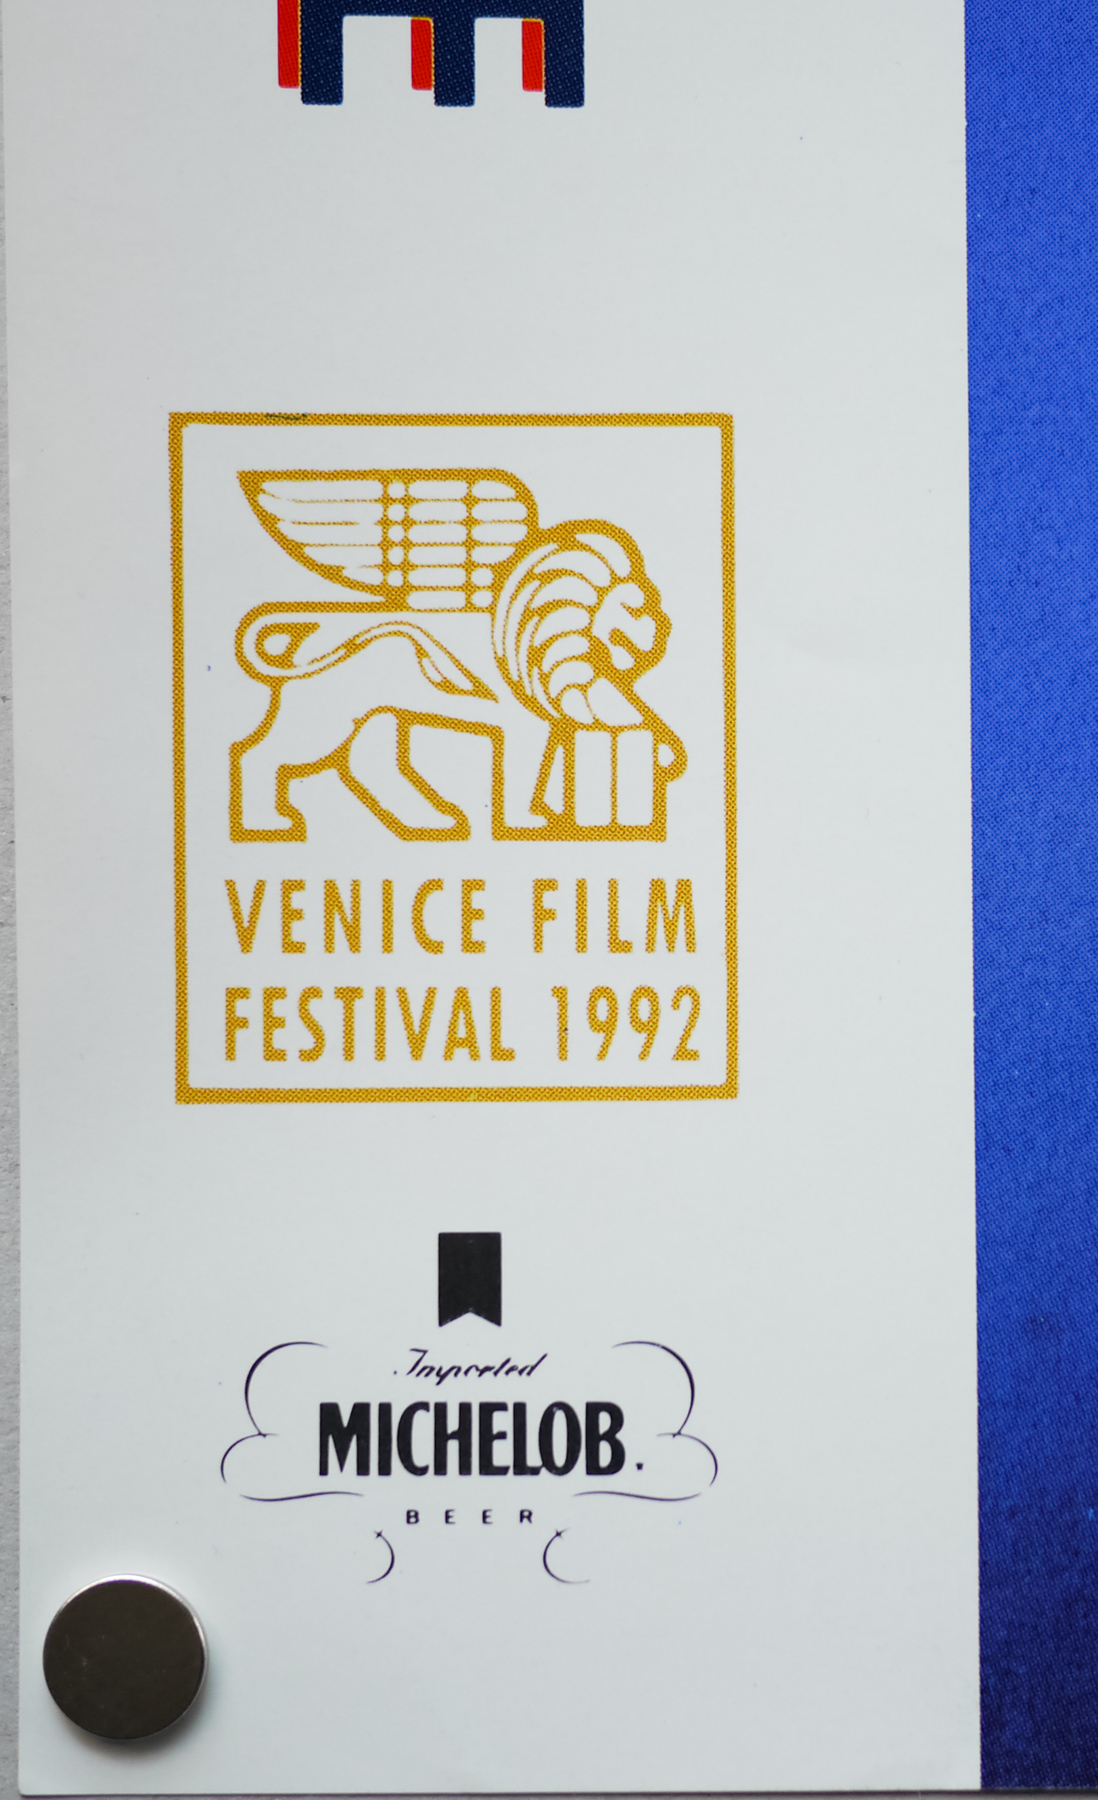 VENICE FILM
FESTIVAL 1992
Imported
MICHELOB.
BEER